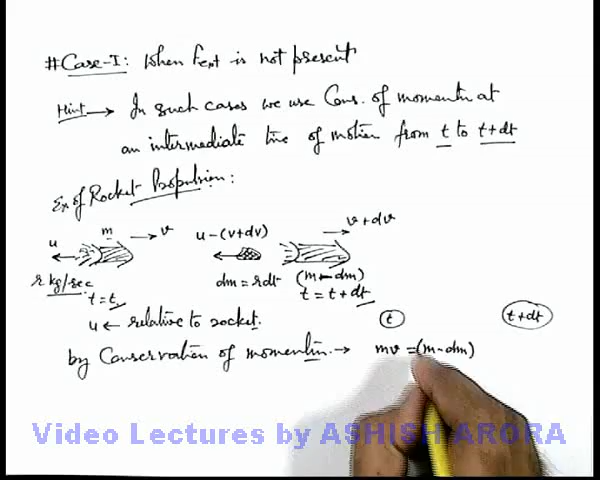 #Case-I: When Fext is not present
Hint → In such cases we use Cons. of momentum at
an intermediate time of motion from t to t+dt
Ex. of Rocket Propulsion:
u m v u-(v+dv) v+dv
r kg/sec dm = rdt (m-dm)
t=t t = t+dt
u ← relative to rocket. t t+dt
by Conservation of momentum → mv = (m-dm)
Video Lectures by ASHISH ARORA